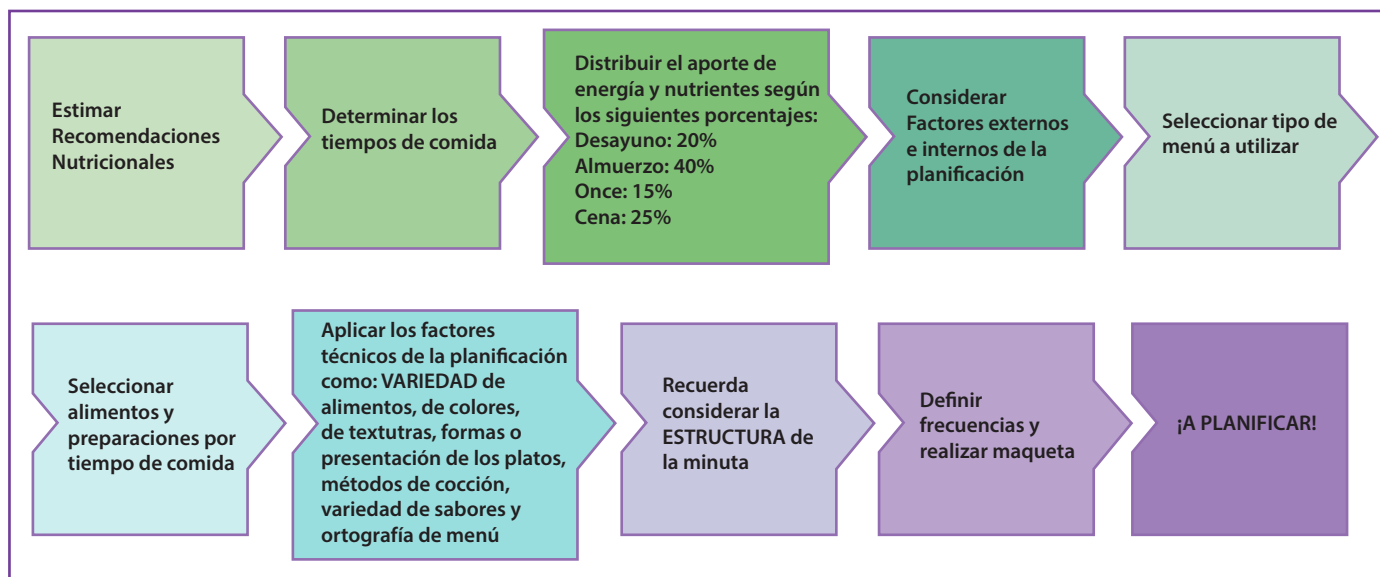 Estimar
Recomendaciones
Nutricionales
Determinar los
tiempos de comida
Distribuir el aporte de
energía y nutrientes según
los siguientes porcentajes:
Desayuno: 20%
Almuerzo: 40%
Once: 15%
Cena: 25%
Considerar
Factores externos
e internos de la
planificación
Seleccionar tipo de
menú a utilizar
Seleccionar
alimentos y
preparaciones por
tiempo de comida
Aplicar los factores
técnicos de la planificación
como: VARIEDAD de
alimentos, de colores,
de textutras, formas o
presentación de los platos,
métodos de cocción,
variedad de sabores y
ortografía de menú
Recuerda
considerar la
ESTRUCTURA de
la minuta
Definir
frecuencias y
realizar maqueta
¡A PLANIFICAR!